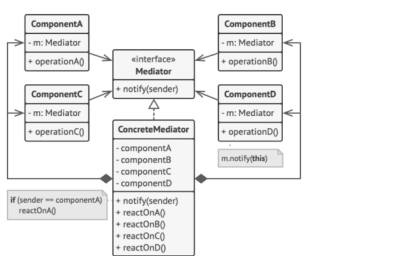 ComponentA
- m: Mediator
+ operationA()
ComponentB
- m: Mediator
+ operationB()
«interface»
Mediator
+ notify(sender)
ComponentC
- m: Mediator
+ operationC()
ComponentD
- m: Mediator
+ operationD()
ConcreteMediator
- componentA
- componentB
- componentC
- componentD
+ notify(sender)
+ reactOnA()
+ reactOnB()
+ reactOnC()
+ reactOnD()
m.notify(this)
if (sender == componentA)
reactOnA()